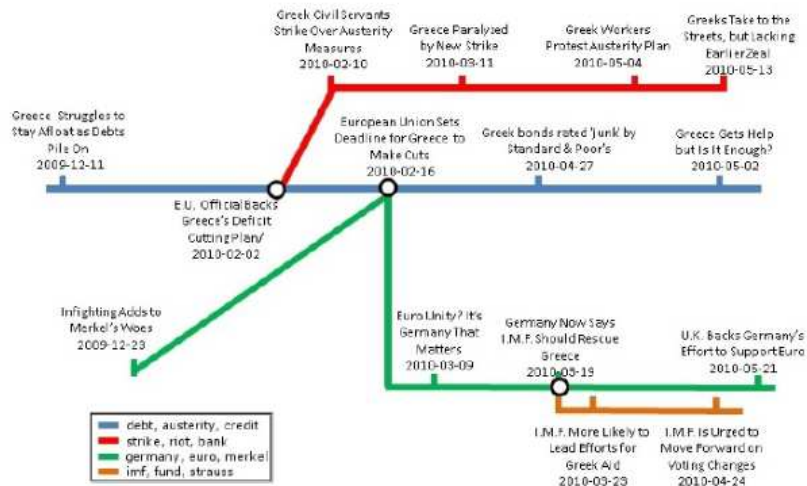 Greek Civil Servants
Strike Over Austerity
Measures
2010-02-10
Greece Paralyzed
by New Strike
2010-03-11
Greek Workers
Protest Austerity Plan
2010-05-04
Greeks Take to the
Streets, but Lacking
Earlier Zeal
2010-05-13
Greece Struggles to
Stay Afloat as Debts
Pile On
2009-12-11
European Union Sets
Deadline for Greece to
Make Cuts
2010-02-16
Greek bonds rated 'junk' by
Standard & Poor's
2010-04-27
Greece Gets Help
but Is It Enough?
2010-05-02
E.U. Official Backs
Greece's Deficit
Cutting Plan/
2010-02-02
Infighting Adds to
Merkel's Woes
2009-12-23
Euro Unity? It's
Germany That
Matters
2010-03-09
Germany Now Says
I.M.F. Should Rescue
Greece
2010-03-19
U.K. Backs Germany's
Effort to Support Euro
2010-05-21
I.M.F. More Likely to
Lead Efforts for
Greek Aid
2010-03-23
I.M.F. is Urged to
Move Forward on
Voting Changes
2010-04-24
debt, austerity, credit
strike, riot, bank
germany, euro, merkel
imf, fund, strauss